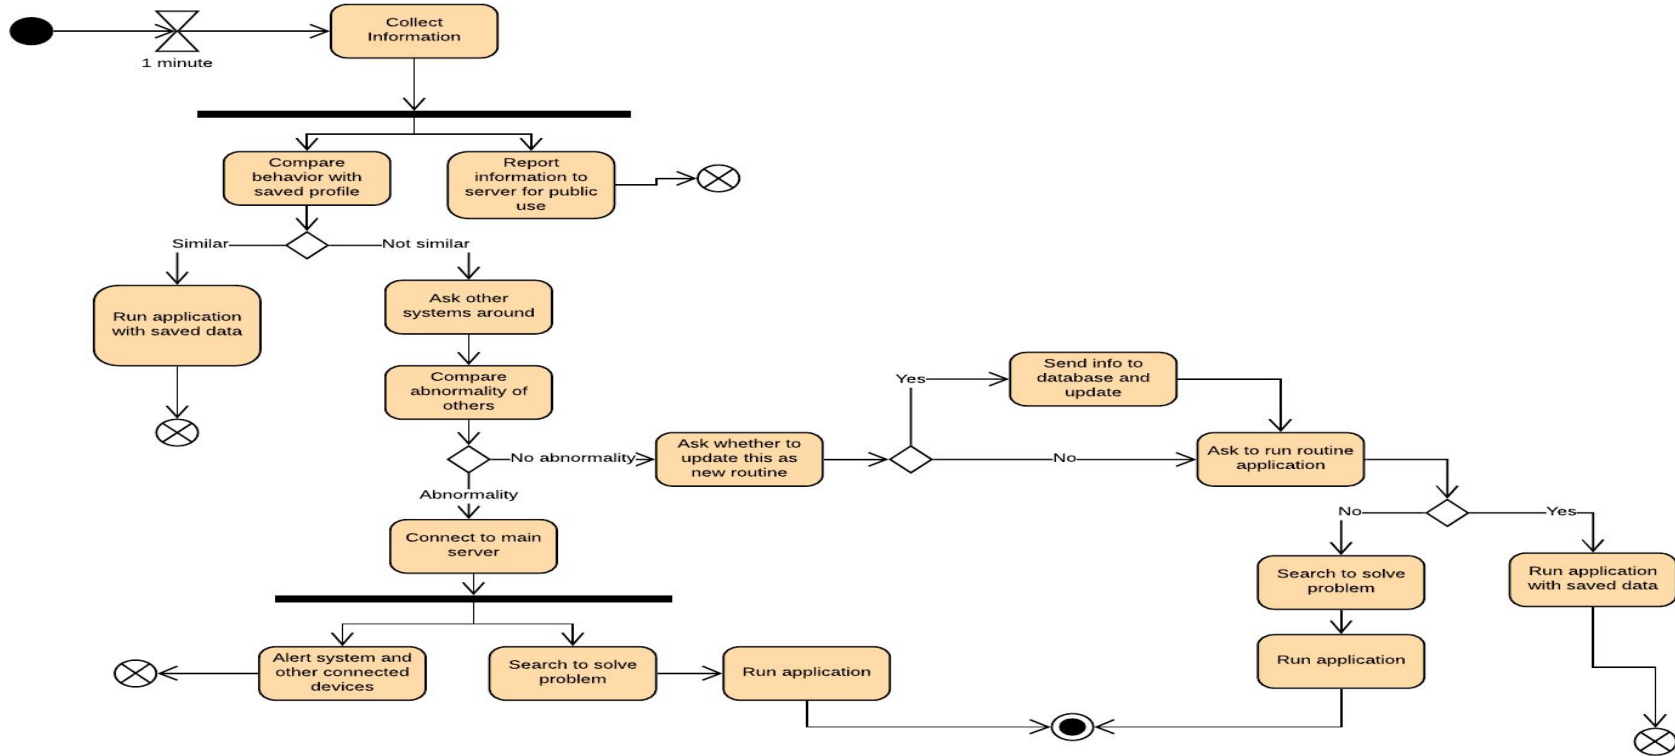 Collect
Information
1 minute
Compare
behavior with
saved profile
Report
information to
server for public
use
Similar
Not similar
Run application
with saved data
Ask other
systems around
Compare
abnormality of
others
No abnormality
Abnormality
Ask whether to
update this as
new routine
Yes
No
Send info to
database and
update
Ask to run routine
application
No
Yes
Search to solve
problem
Run application
Run application
with saved data
Connect to main
server
Alert system and
other connected
devices
Search to solve
problem
Run application